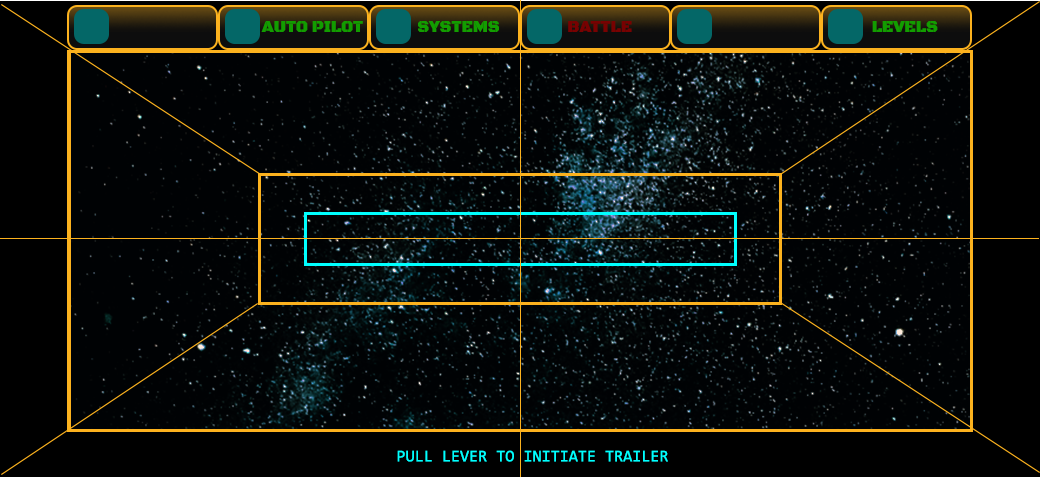 AUTO PILOT SYSTEMS BATTLE LEVELS
PULL LEVER TO INITIATE TRAILER